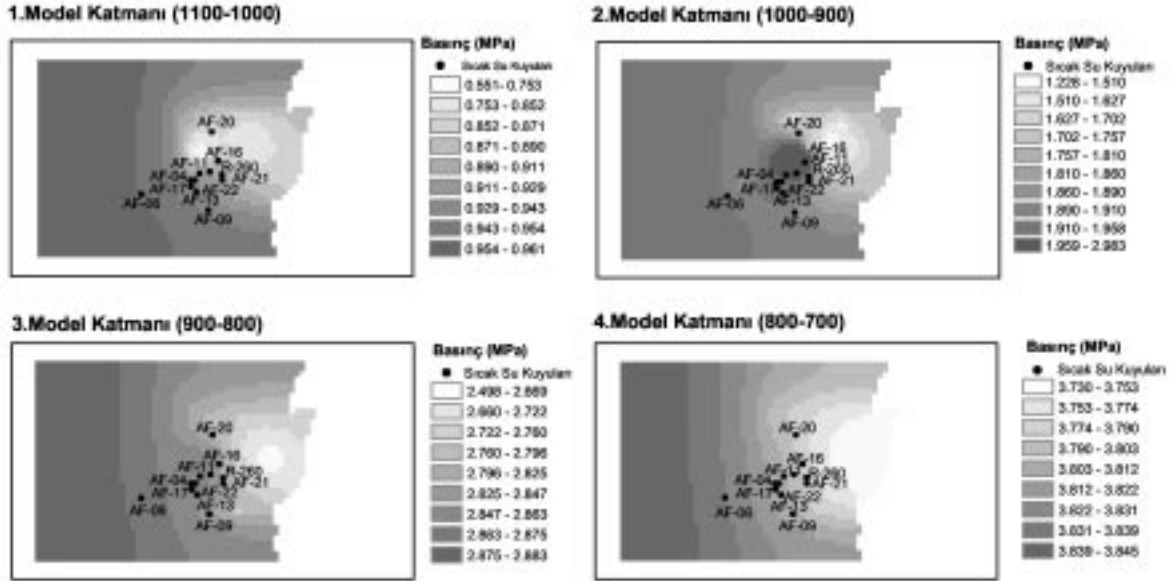 1.Model Katmanı (1100-1000)
Basınç (MPa)
Sıcak Su Kuyuları
0.551- 0.753
0.753 - 0.852
0.852 - 0.871
0.871 - 0.890
0.890 - 0.911
0.911 - 0.929
0.929 - 0.943
0.943 - 0.954
0.954 - 0.961
AF-20
AF-16
AF-11
R-260
AF-04
AF-21
AF-17
AF-22
AF-06
AF-13
AF-09
2.Model Katmanı (1000-900)
Basınç (MPa)
Sıcak Su Kuyuları
1.510 - 1.627
1.627 - 1.702
1.702 - 1.757
1.757 - 1.810
1.810 - 1.860
1.860 - 1.890
1.890 - 1.910
1.910 - 1.958
1.959 - 2.983
AF-20
AF-16
AF-11
R-260
AF-04
AF-21
AF-22
AF-06
AF-13
AF-09
3.Model Katmanı (900-800)
Basınç (MPa)
Sıcak Su Kuyuları
2.660 - 2.722
2.722 - 2.760
2.760 - 2.796
2.796 - 2.825
2.825 - 2.847
2.847 - 2.863
2.863 - 2.875
2.875 - 2.883
AF-20
AF-16
AF-11
R-260
AF-04
AF-21
AF-17
AF-22
AF-06
AF-13
AF-09
4.Model Katmanı (800-700)
Basınç (MPa)
Sıcak Su Kuyuları
3.730 - 3.753
3.753 - 3.774
3.774 - 3.790
3.790 - 3.803
3.803 - 3.812
3.812 - 3.822
3.822 - 3.831
3.831 - 3.839
AF-20
AF-16
R-260
AF-04
AF-21
AF-17
AF-22
AF-06
AF-13
AF-09